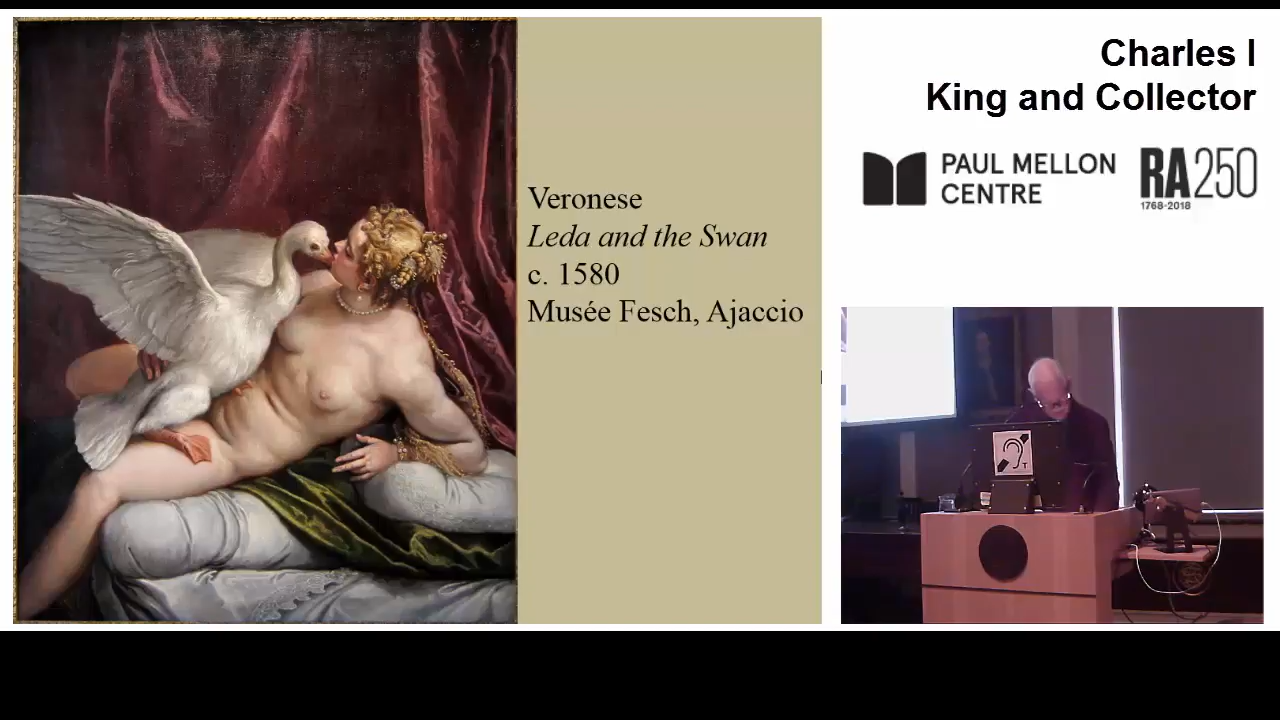 Veronese
Leda and the Swan
c. 1580
Musée Fesch, Ajaccio
Charles I
King and Collector
PAUL MELLON
CENTRE
RA250
1768-2018
T